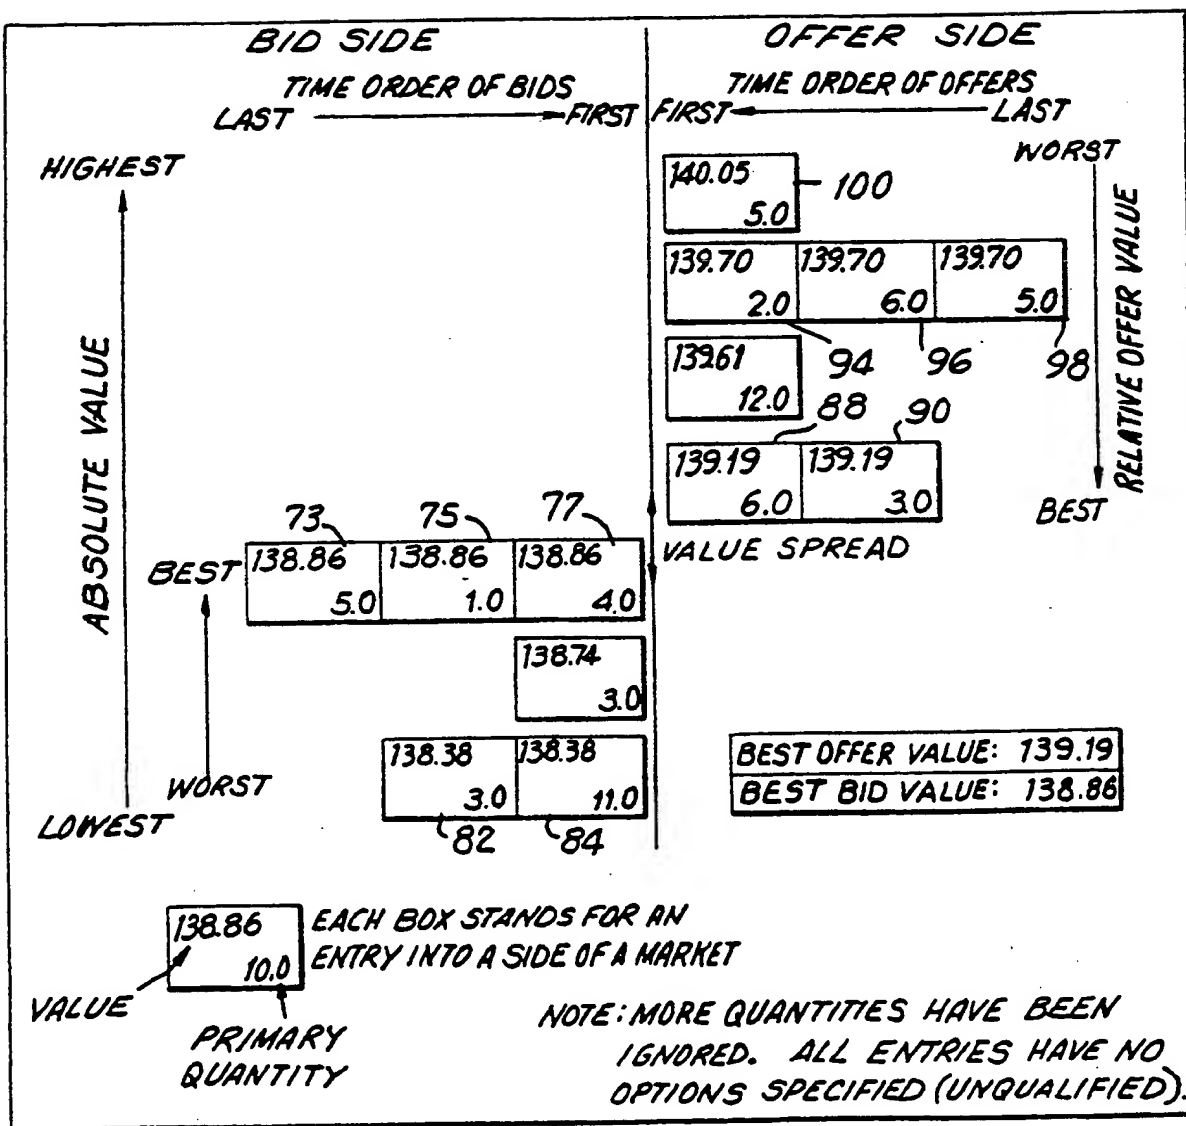 BID SIDE
OFFER SIDE
TIME ORDER OF BIDS
TIME ORDER OF OFFERS
LAST
FIRST
FIRST
LAST
HIGHEST
WORST
140.05
5.0
100
139.70
139.70
139.70
2.0
6.0
5.0
94
96
98
139.61
12.0
88
90
139.19
139.19
6.0
3.0
RELATIVE OFFER VALUE
BEST
ABSOLUTE VALUE
73
75
77
VALUE SPREAD
BEST
138.86
138.86
138.86
5.0
1.0
4.0
138.74
3.0
138.38
138.38
3.0
11.0
WORST
LOWEST
82
84
BEST OFFER VALUE: 139.19
BEST BID VALUE: 138.86
138.86
10.0
EACH BOX STANDS FOR AN
ENTRY INTO A SIDE OF A MARKET
VALUE
PRIMARY
QUANTITY
NOTE: MORE QUANTITIES HAVE BEEN
IGNORED. ALL ENTRIES HAVE NO
OPTIONS SPECIFIED (UNQUALIFIED).